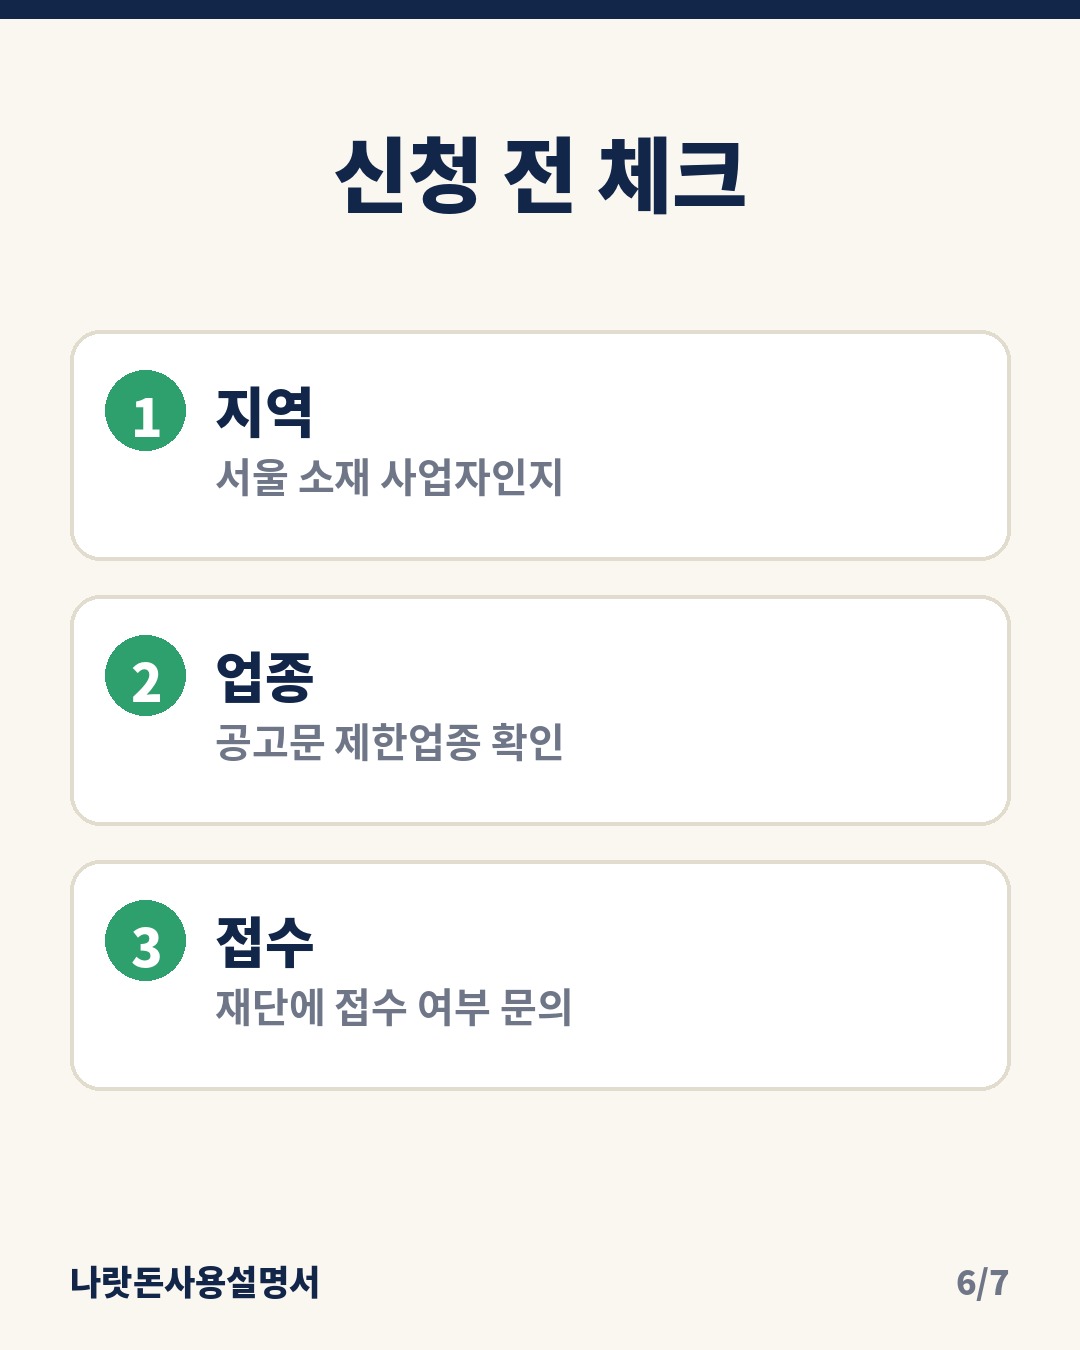 신청 전 체크
1 지역
서울 소재 사업자인지
2 업종
공고문 제한업종 확인
3 접수
재단에 접수 여부 문의
나랏돈사용설명서 6/7